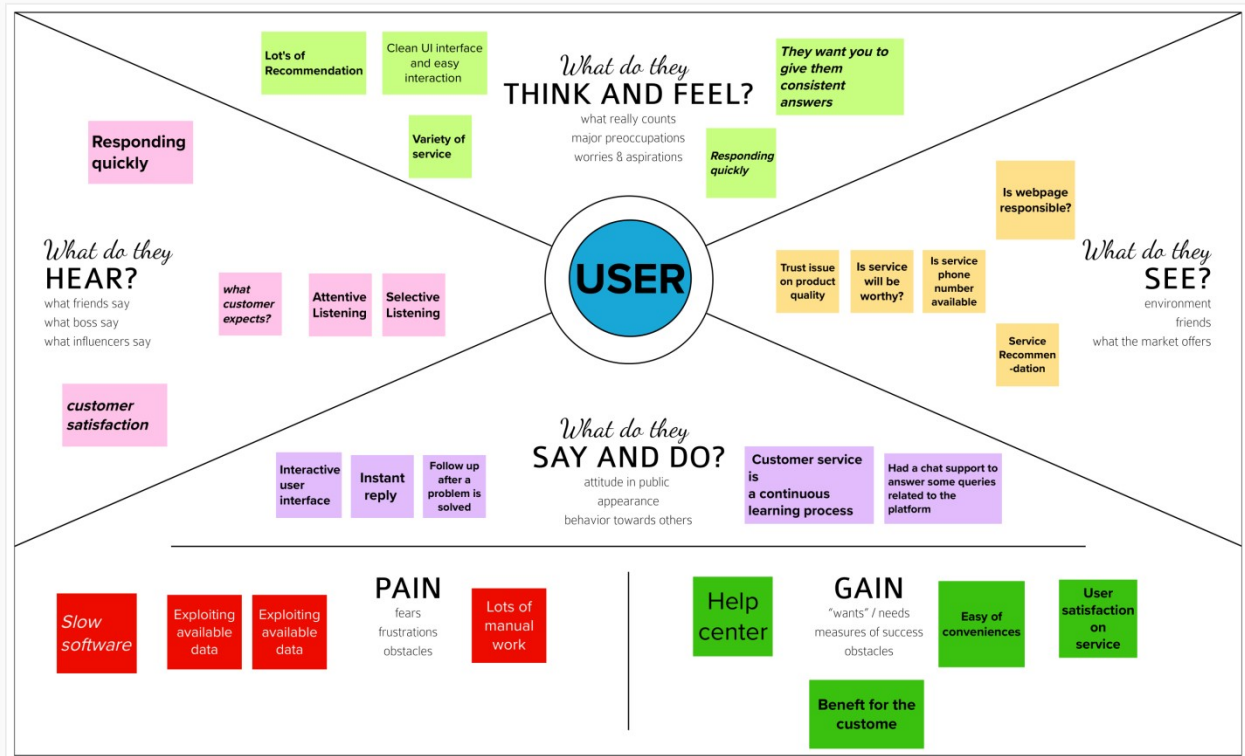 Lot's of
Recommendation
Clean UI interface
and easy
interaction
Variety of
service
What do they
THINK AND FEEL?
what really counts
major preoccupations
worries & aspirations
They want you to
give them
consistent
answers
Responding
quickly
Responding
quickly
What do they
HEAR?
what friends say
what boss say
what influencers say
what
customer
expects?
Attentive
Listening
Selective
Listening
customer
satisfaction
USER
Is webpage
responsible?
Trust issue
on product
quality
Is service
will be
worthy?
Is service
phone
number
available
Service
Recommen
-dation
What do they
SEE?
environment
friends
what the market offers
What do they
SAY AND DO?
attitude in public
appearance
behavior towards others
Interactive
user
interface
Instant
reply
Follow up
after a
problem is
solved
Customer service
is
a continuous
learning process
Had a chat support to
answer some queries
related to the
platform
PAIN
fears
frustrations
obstacles
Slow
software
Exploiting
available
data
Exploiting
available
data
Lots of
manual
work
GAIN
"wants" / needs
measures of success
obstacles
Help
center
Easy of
conveniences
User
satisfaction
on
service
Beneft for the
custome